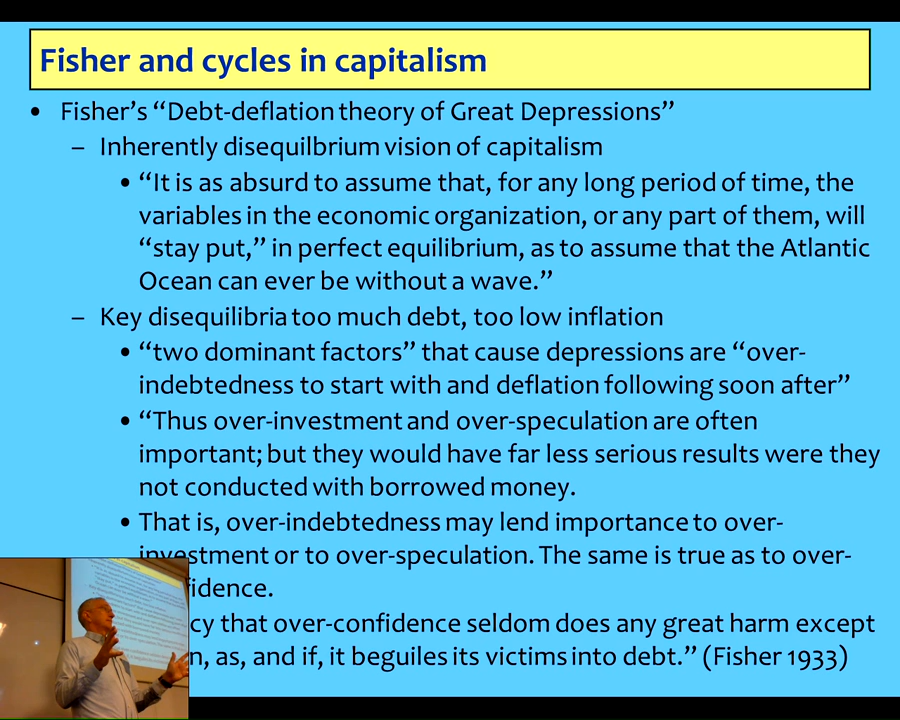 Fisher and cycles in capitalism
• Fisher's “Debt-deflation theory of Great Depressions”
– Inherently disequilbrium vision of capitalism
• “It is as absurd to assume that, for any long period of time, the
variables in the economic organization, or any part of them, will
“stay put,” in perfect equilibrium, as to assume that the Atlantic
Ocean can ever be without a wave.”
– Key disequilibria too much debt, too low inflation
• “two dominant factors” that cause depressions are “over-
indebtedness to start with and deflation following soon after”
• “Thus over-investment and over-speculation are often
important; but they would have far less serious results were they
not conducted with borrowed money.
• That is, over-indebtedness may lend importance to over-
investment or to over-speculation. The same is true as to over-
fidence.
cy that over-confidence seldom does any great harm except
n, as, and if, it beguiles its victims into debt.” (Fisher 1933)